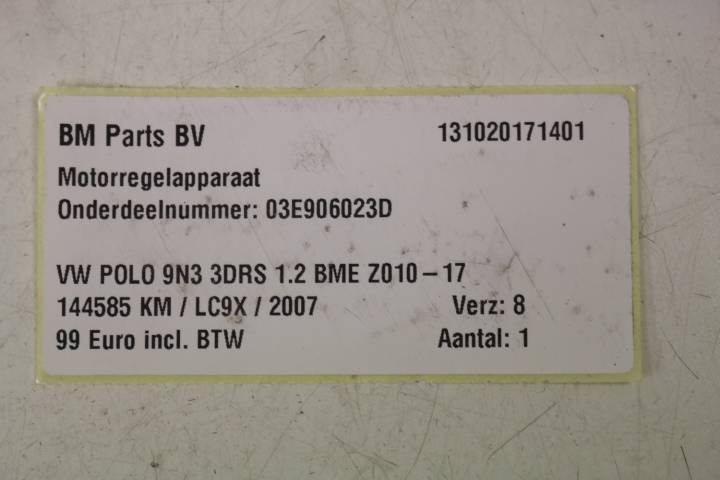 BM Parts BV 131020171401
Motorregelapparaat
Onderdeelnummer: 03E906023D
VW POLO 9N3 3DRS 1.2 BME Z010-17
144585 KM / LC9X / 2007 Verz: 8
99 Euro incl. BTW Aantal: 1